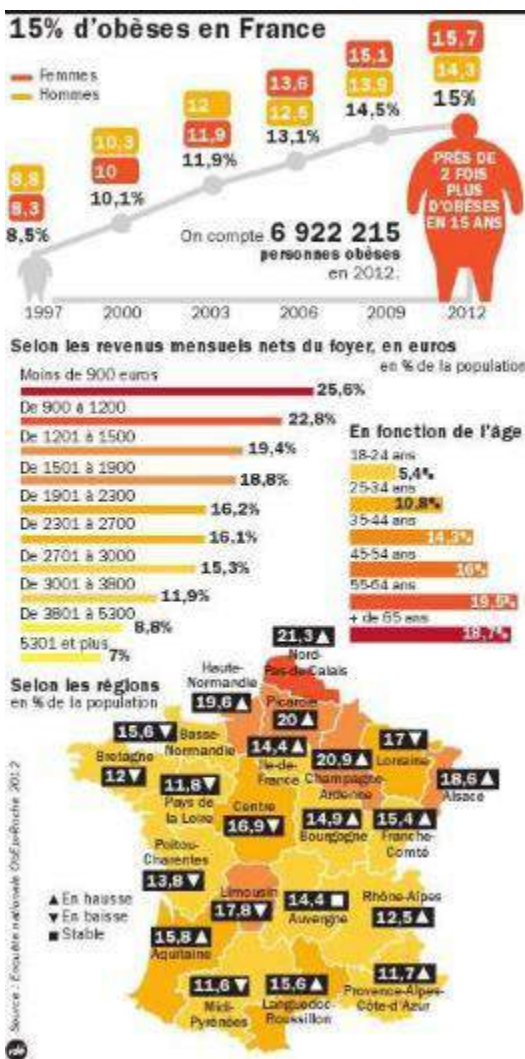 15% d'obèses en France
Femmes
Hommes
8,8
8,3
8,5%
10,3
10
10,1%
12
11,9
11,9%
13,6
12,5
13,1%
15,1
13,9
14,5%
15,7
14,3
15%
PRÈS DE
2 FOIS
PLUS
D'OBÈSES
EN 15 ANS
On compte 6 922 215
personnes obèses
en 2012.
1997 2000 2003 2006 2009 2012
Selon les revenus mensuels nets du foyer, en euros
en % de la population
Moins de 900 euros
25,6%
De 900 à 1200
22,8%
De 1201 à 1500
19,4%
De 1501 à 1900
18,8%
De 1901 à 2300
16,2%
De 2301 à 2700
16,1%
De 2701 à 3000
15,3%
De 3001 à 3800
11,9%
De 3801 à 5300
8,8%
5301 et plus
7%
En fonction de l'âge
18-24 ans
5,4%
25-34 ans
10,8%
35-44 ans
14,3%
45-54 ans
16%
55-64 ans
19,5%
+ de 65 ans
18,7%
Selon les régions
en % de la population
21,3 ▲
Nord-
Pas-de-Calais
Haute-
Normandie
19,6 ▲
Picardie
20 ▲
15,6 ▼
Basse-
Normandie
Bretagne
12 ▼
14,4 ▲
Ile-de-
France
20,9 ▲
Champagne-
Ardenne
17 ▼
Lorraine
18,6 ▲
Alsace
11,8 ▼
Pays de
la Loire
Centre
16,9 ▼
14,9 ▲
Bourgogne
15,4 ▲
Franche-
Comté
Poitou-
Charentes
13,8 ▼
Limousin
17,8 ▼
14,4 ■
Auvergne
Rhône-Alpes
12,5 ▲
15,8 ▲
Aquitaine
11,6 ▼
Midi-
Pyrénées
15,6 ▲
Languedoc-
Roussillon
11,7 ▲
Provence-Alpes-
Côte-d'Azur
▲ En hausse
▼ En baisse
■ Stable
Source : Enquête nationale ObÉpi-Roche 2012